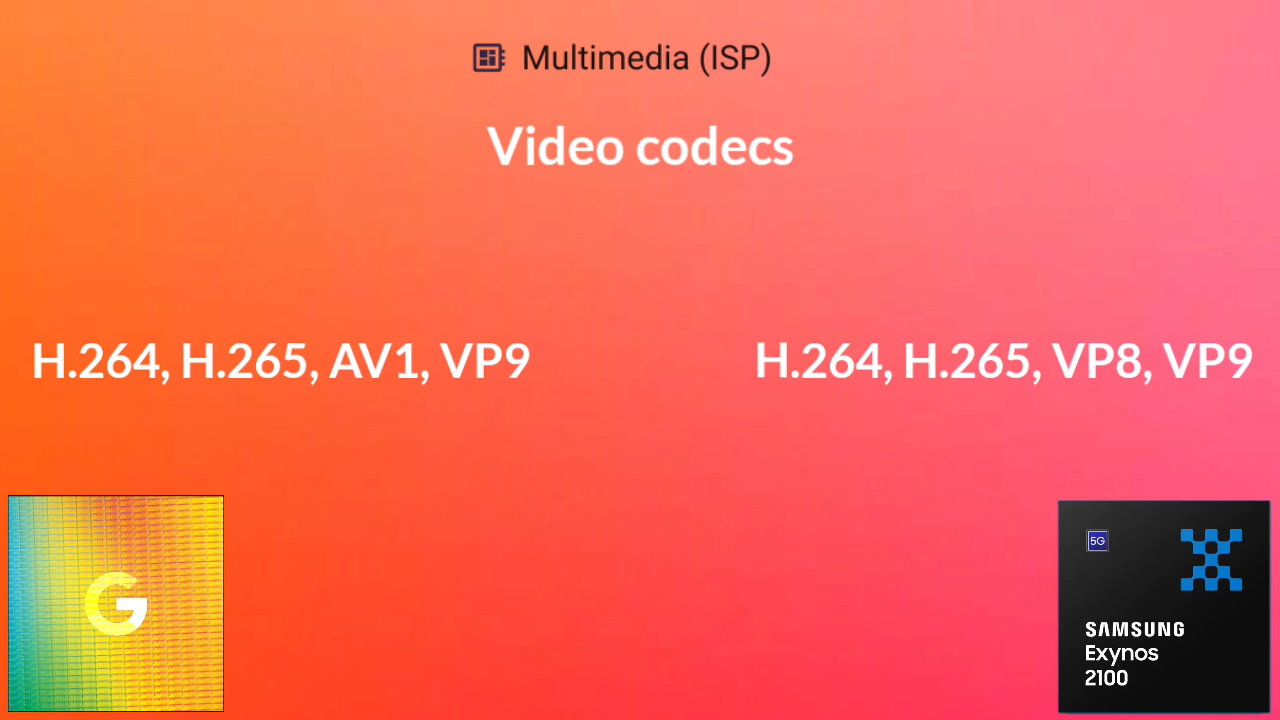 Multimedia (ISP)
Video codecs
H.264, H.265, AV1, VP9
H.264, H.265, VP8, VP9
G
5G
SAMSUNG
Exynos
2100